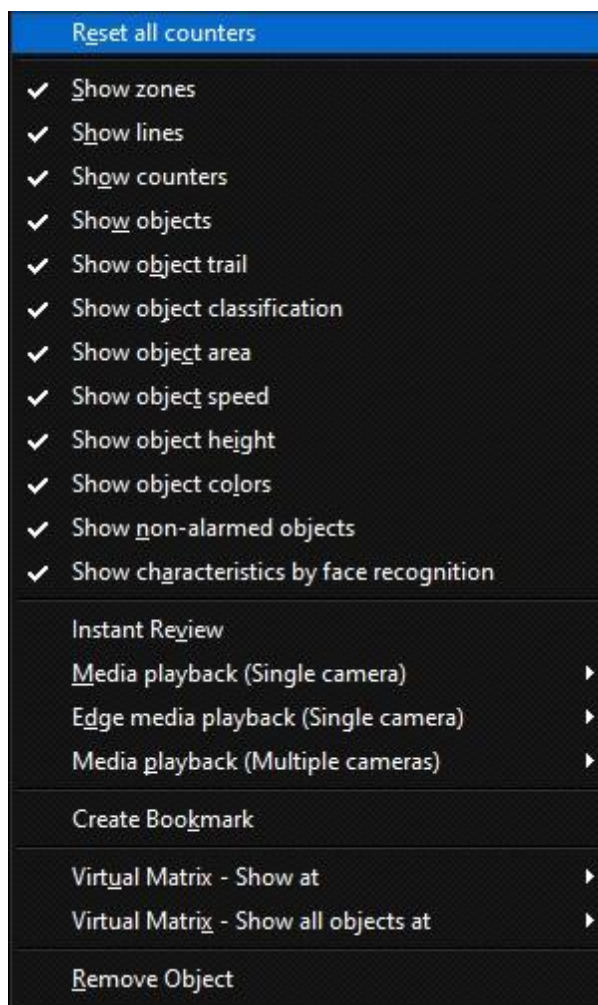 Reset all counters
Show zones
Show lines
Show counters
Show objects
Show object trail
Show object classification
Show object area
Show object speed
Show object height
Show object colors
Show non-alarmed objects
Show characteristics by face recognition
Instant Review
Media playback (Single camera)
Edge media playback (Single camera)
Media playback (Multiple cameras)
Create Bookmark
Virtual Matrix - Show at
Virtual Matrix - Show all objects at
Remove Object